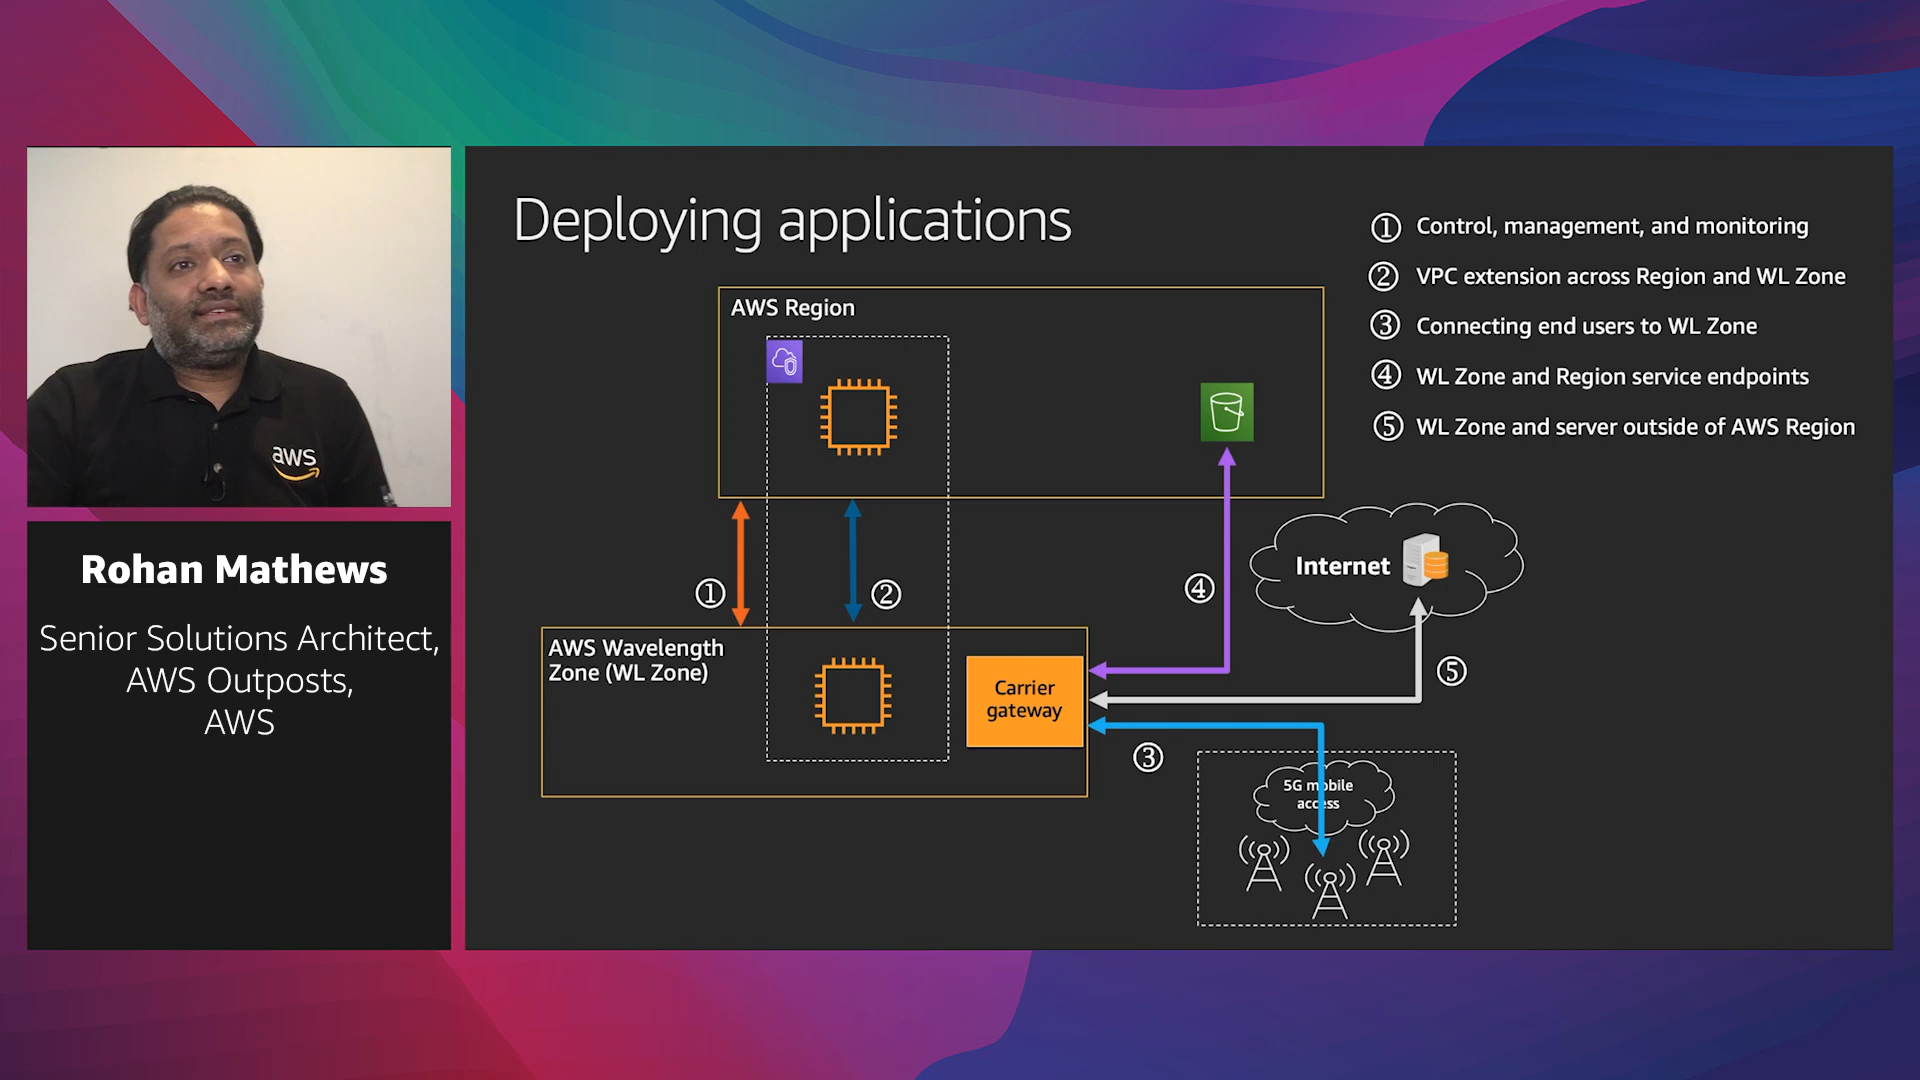 aws
Rohan Mathews
Senior Solutions Architect,
AWS Outposts,
AWS
Deploying applications
① Control, management, and monitoring
② VPC extension across Region and WL Zone
③ Connecting end users to WL Zone
④ WL Zone and Region service endpoints
⑤ WL Zone and server outside of AWS Region
AWS Region
Internet
①
②
④
AWS Wavelength
Zone (WL Zone)
Carrier
gateway
⑤
③
5G mobile
access